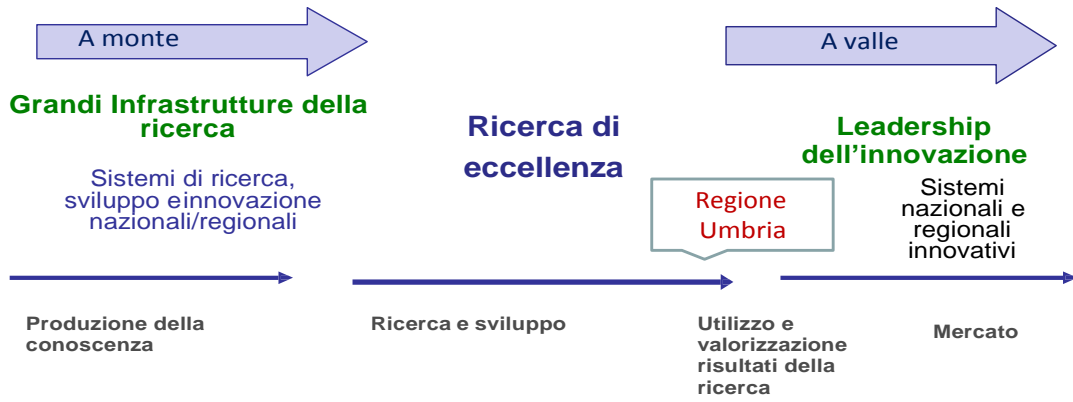 A monte
A valle
Grandi Infrastrutture della
ricerca
Sistemi di ricerca,
sviluppo e innovazione
nazionali/regionali
Ricerca di
eccellenza
Leadership
dell'innovazione
Sistemi
nazionali e
regionali
innovativi
Regione
Umbria
Produzione della
conoscenza
Ricerca e sviluppo
Utilizzo e
valorizzazione
risultati della
ricerca
Mercato